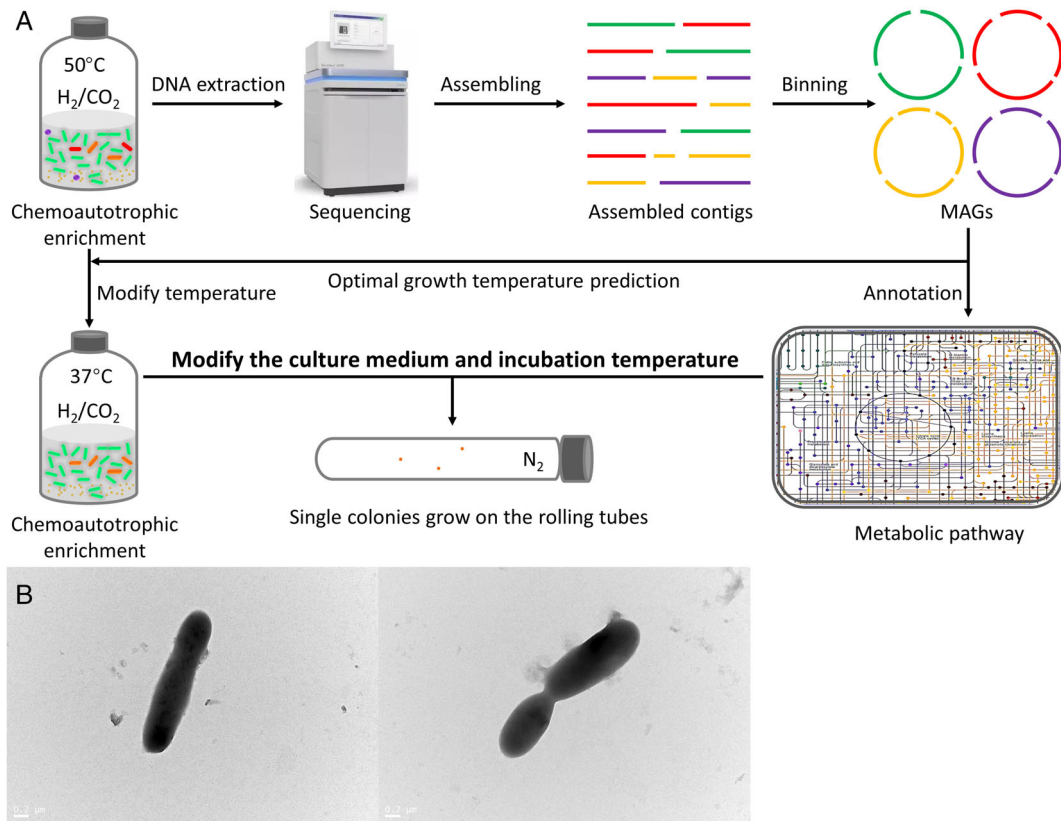 A
50°C
H₂/CO₂
DNA extraction
Assembling
Binning
Chemoautotrophic
enrichment
Sequencing
Assembled contigs
MAGs
Optimal growth temperature prediction
Modify temperature
Annotation
Modify the culture medium and incubation temperature
37°C
H₂/CO₂
N₂
Single colonies grow on the rolling tubes
Chemoautotrophic
enrichment
Metabolic pathway
B
0.2 µm
0.2 µm